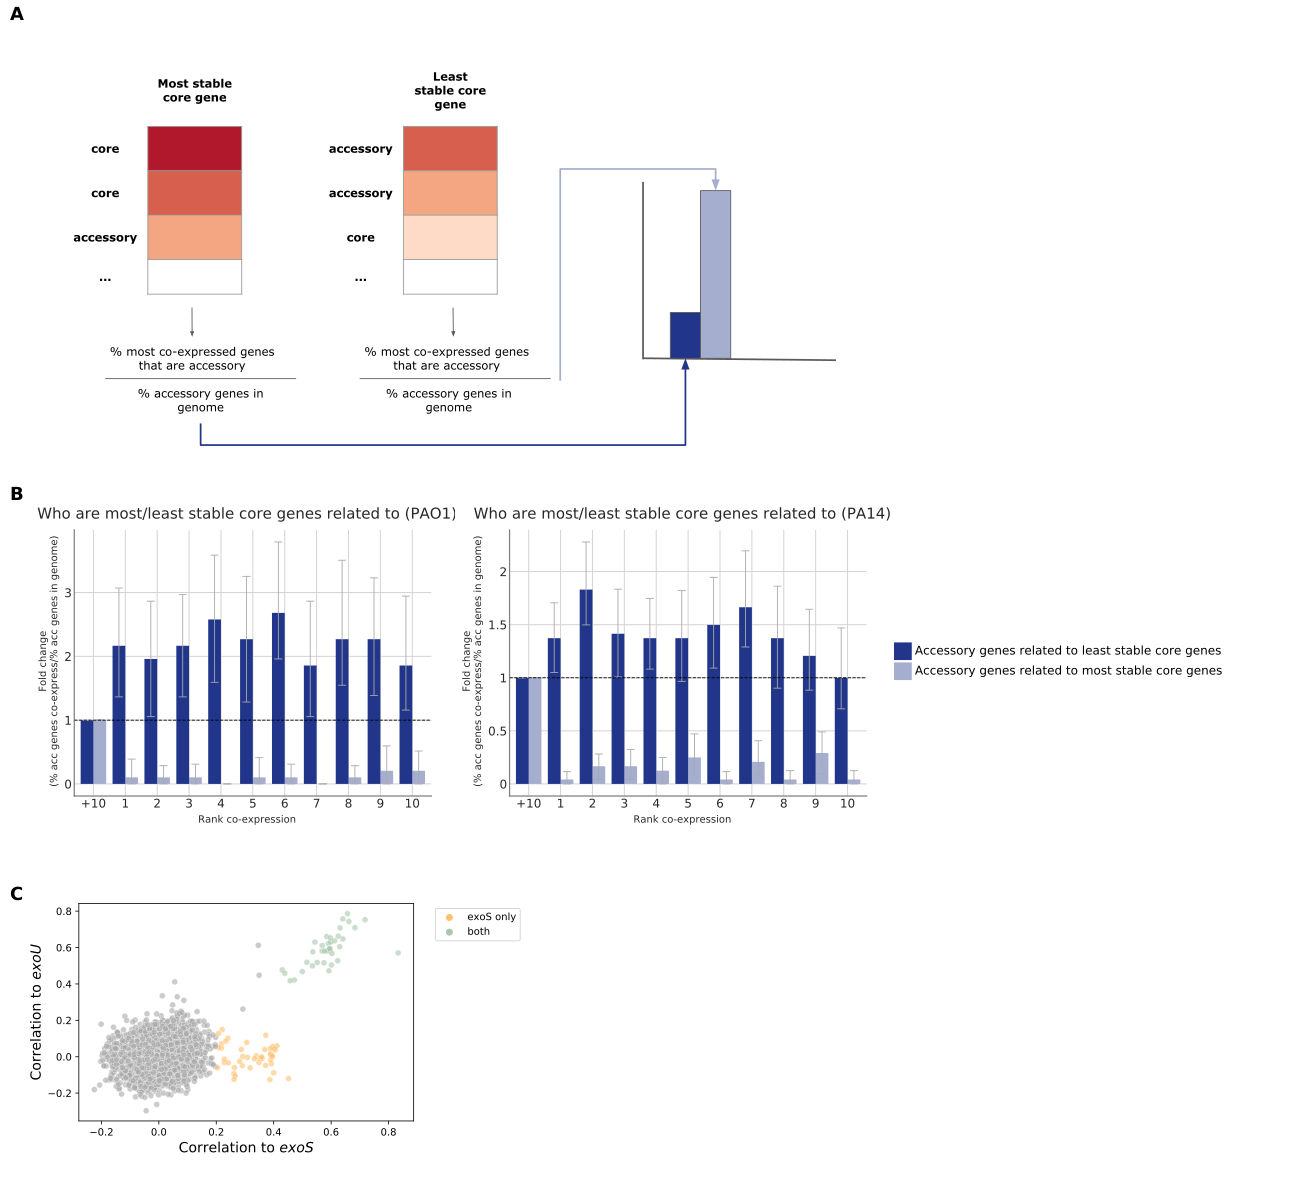 A
Most stable
core gene
Least
stable core
gene
core
core
accessory
...
accessory
accessory
core
...
% most co-expressed genes
that are accessory
% accessory genes in
genome
% most co-expressed genes
that are accessory
% accessory genes in
genome
B
Who are most/least stable core genes related to (PAO1)
Fold change
(% acc genes co-express/% acc genes in genome)
3
2
1
0
+10 1 2 3 4 5 6 7 8 9 10
Rank co-expression
Who are most/least stable core genes related to (PA14)
Fold change
(% acc genes co-express/% acc genes in genome)
2
1.5
1
0.5
0
+10 1 2 3 4 5 6 7 8 9 10
Rank co-expression
Accessory genes related to least stable core genes
Accessory genes related to most stable core genes
C
Correlation to exoU
0.8
0.6
0.4
0.2
0.0
−0.2
−0.2 0.0 0.2 0.4 0.6 0.8
Correlation to exoS
exoS only
both